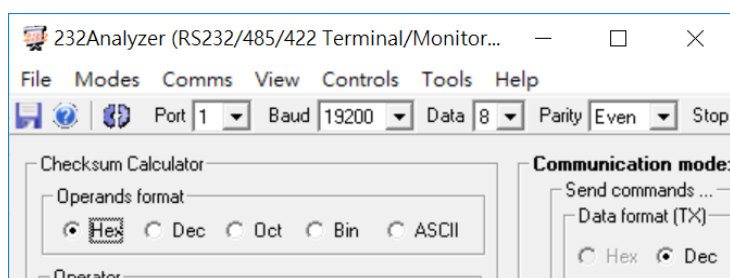 232Analyzer (RS232/485/422 Terminal/Monitor...
File Modes Comms View Controls Tools Help
Port 1 Baud 19200 Data 8 Parity Even Stop
Checksum Calculator
Communication mode:
Operands format
Send commands ...
Data format (TX)
Hex Dec Oct Bin ASCII
Hex Dec
Operator